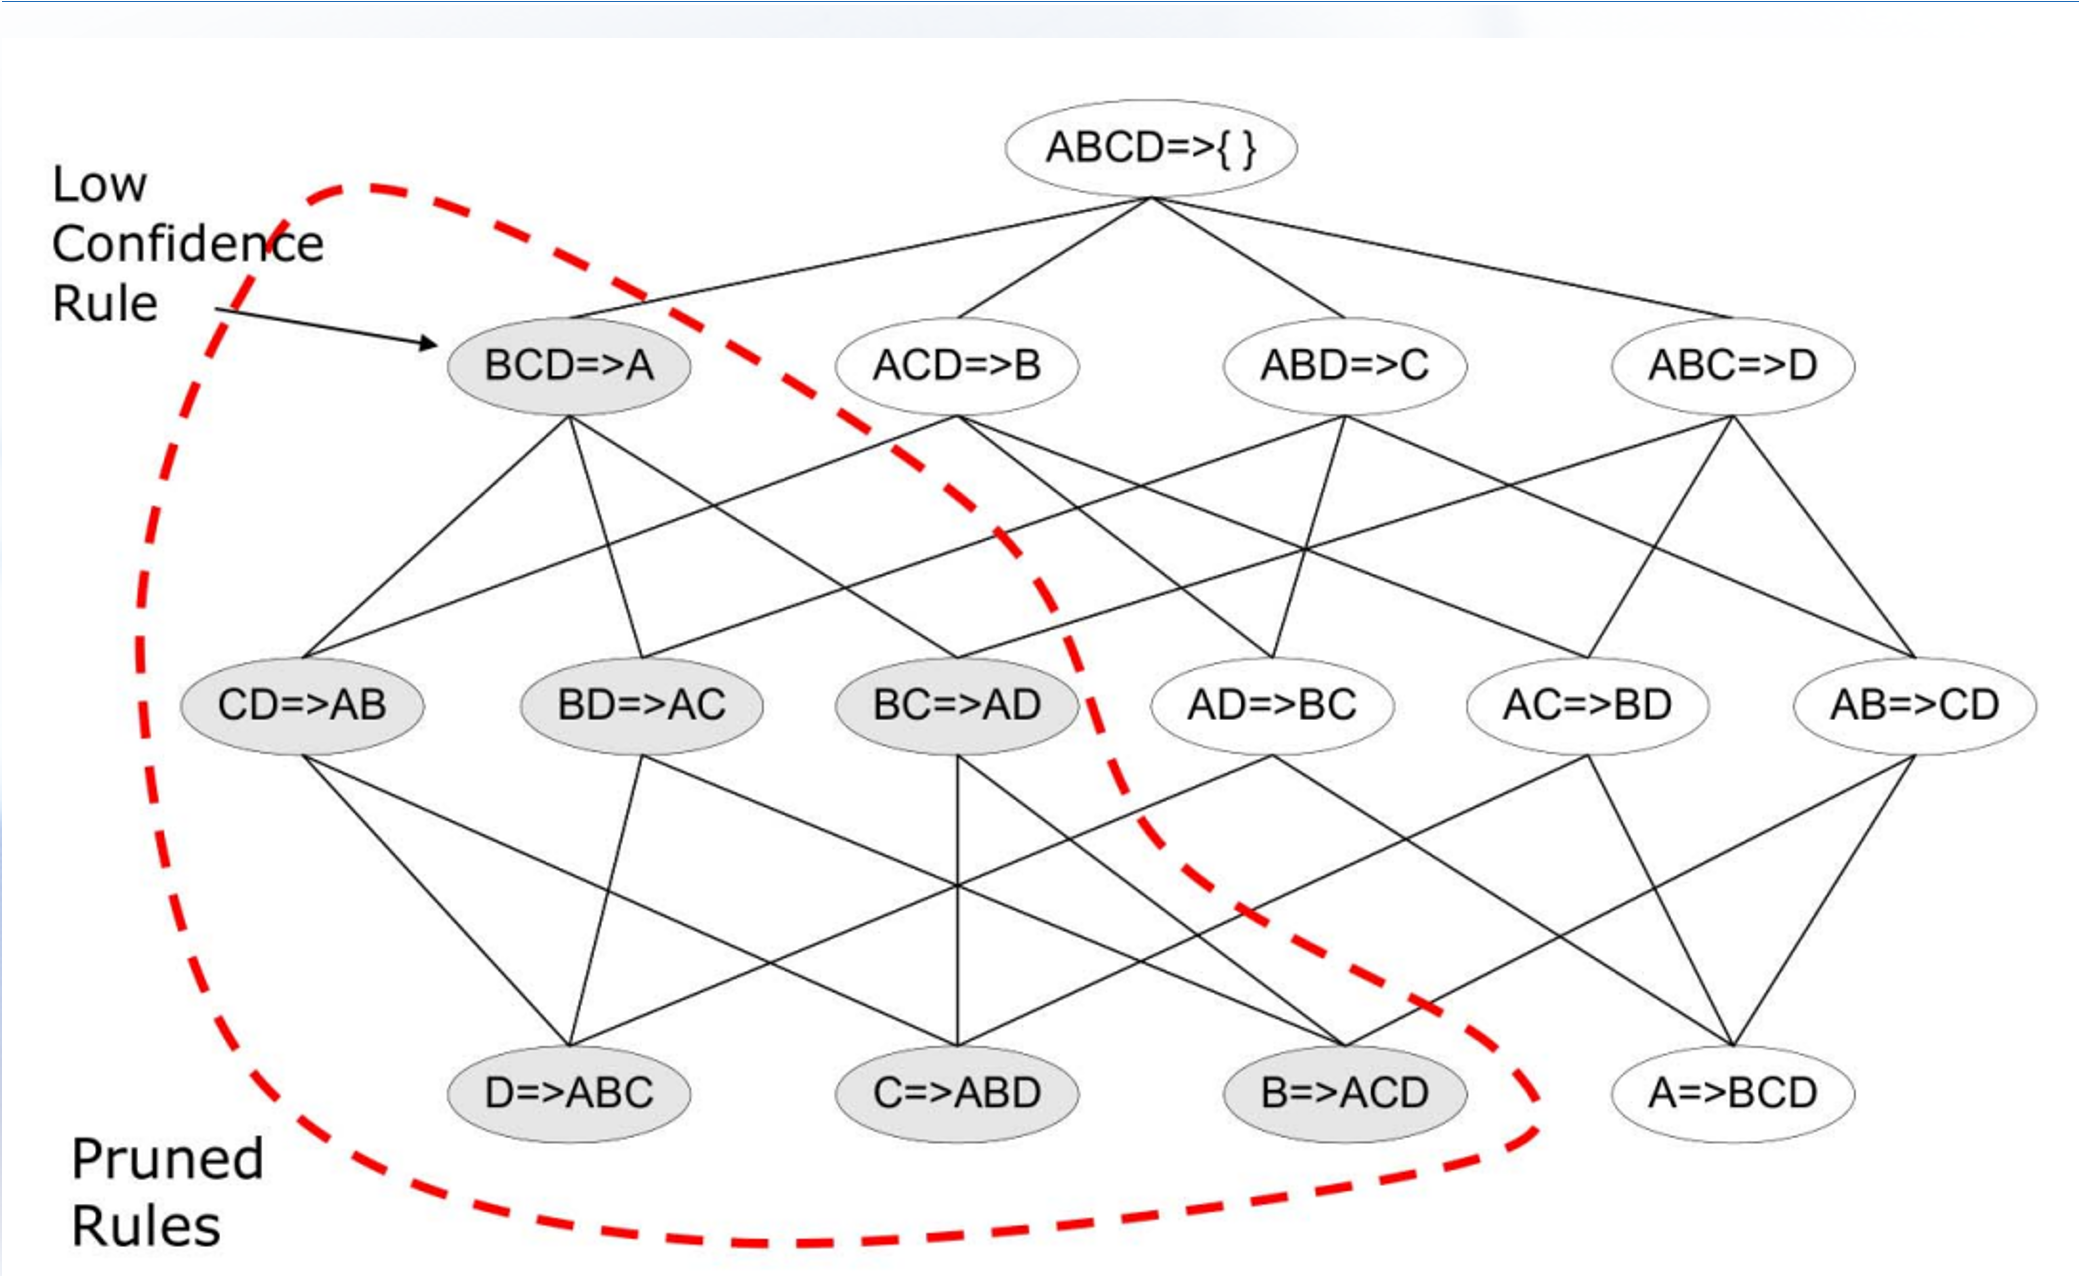 ABCD=>{ }
Low
Confidence
Rule
BCD=>A
ACD=>B
ABD=>C
ABC=>D
CD=>AB
BD=>AC
BC=>AD
AD=>BC
AC=>BD
AB=>CD
D=>ABC
C=>ABD
B=>ACD
A=>BCD
Pruned
Rules